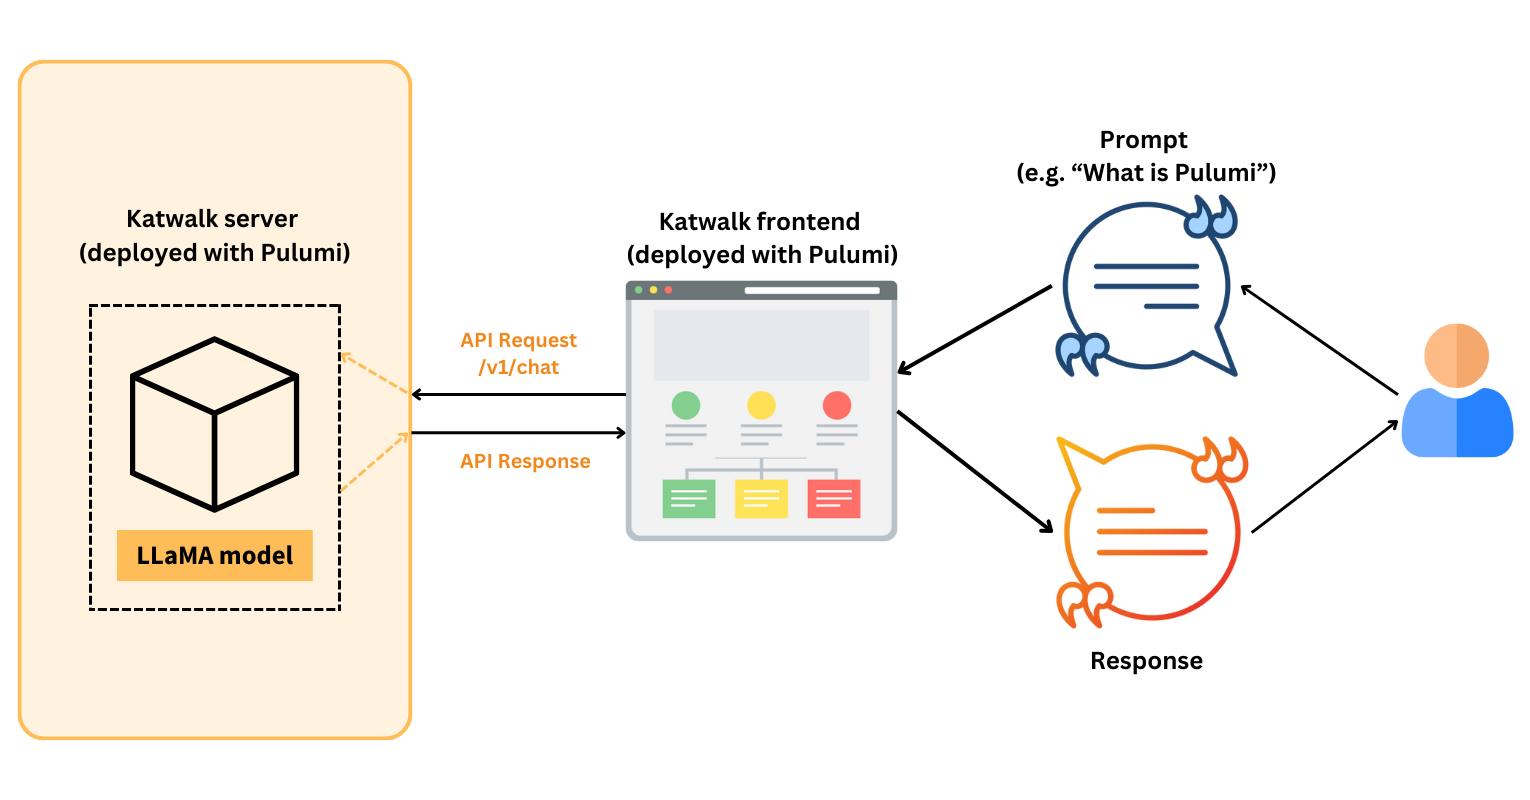 Katwalk server
(deployed with Pulumi)
LLaMA model
API Request
/v1/chat
API Response
Katwalk frontend
(deployed with Pulumi)
Prompt
(e.g. “What is Pulumi”)
Response